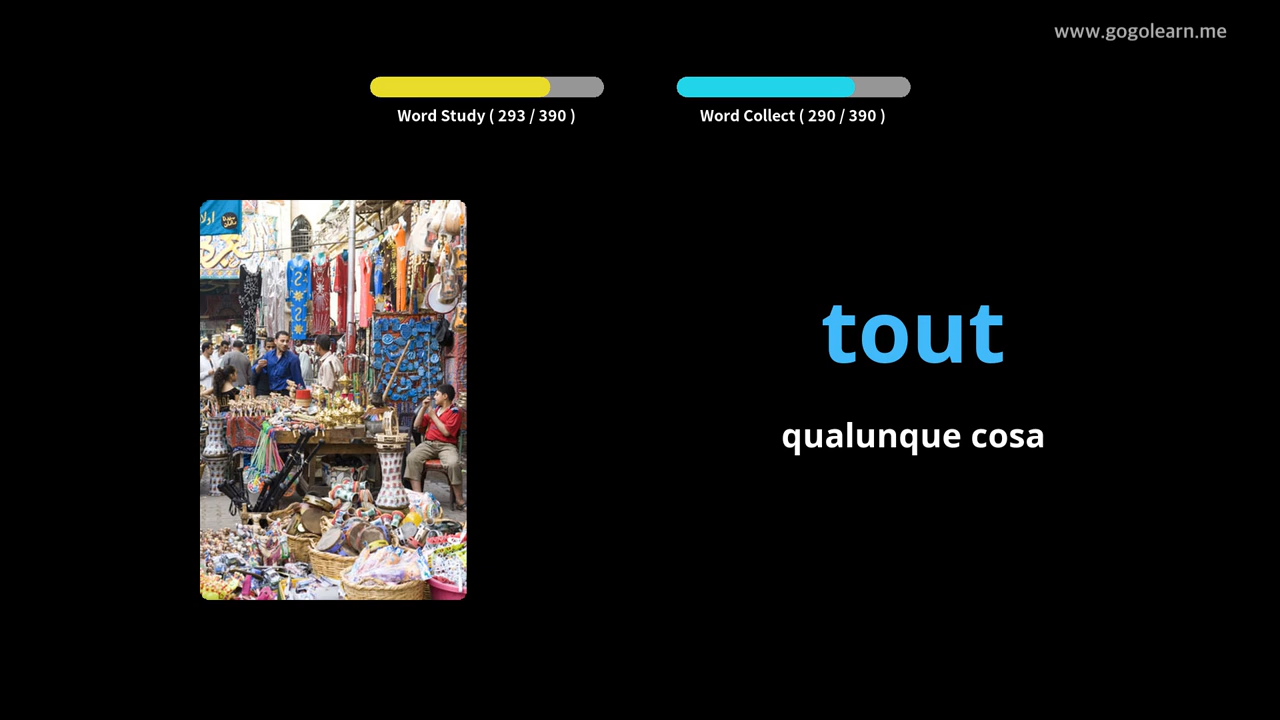 www.gogolearn.me
Word Study ( 293 / 390 )
Word Collect ( 290 / 390 )
tout
qualunque cosa